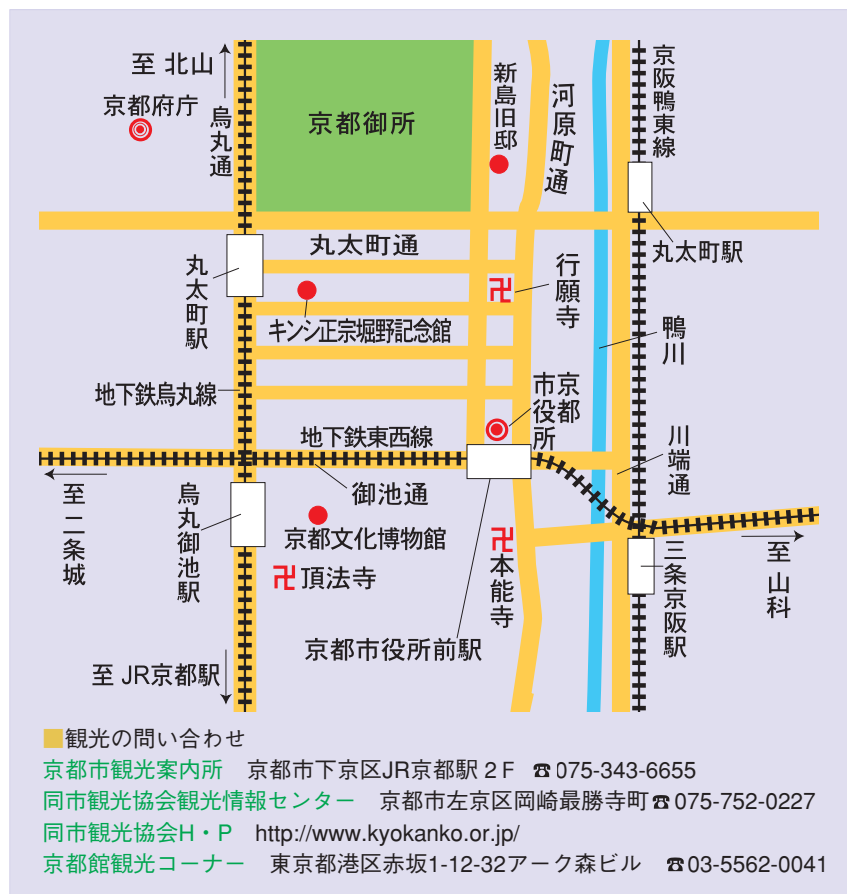 至 北山
京都府庁
烏丸通
京都御所
新島旧邸
河原町通
京阪鴨東線
丸太町駅
丸太町通
丸太町駅
行願寺
キンシ正宗堀野記念館
鴨川
地下鉄烏丸線
京都市役所
地下鉄東西線
川端通
御池通
至 二条城
烏丸御池駅
京都文化博物館
卍頂法寺
卍本能寺
三条京阪駅
至 山科
京都市役所前駅
至 JR京都駅
■観光の問い合わせ
京都市観光案内所 京都市下京区JR京都駅2F ☎075-343-6655
同市観光協会観光情報センター 京都市左京区岡崎最勝寺町☎075-752-0227
同市観光協会H・P http://www.kyokanko.or.jp/
京都館観光コーナー 東京都港区赤坂1-12-32アーク森ビル ☎03-5562-0041